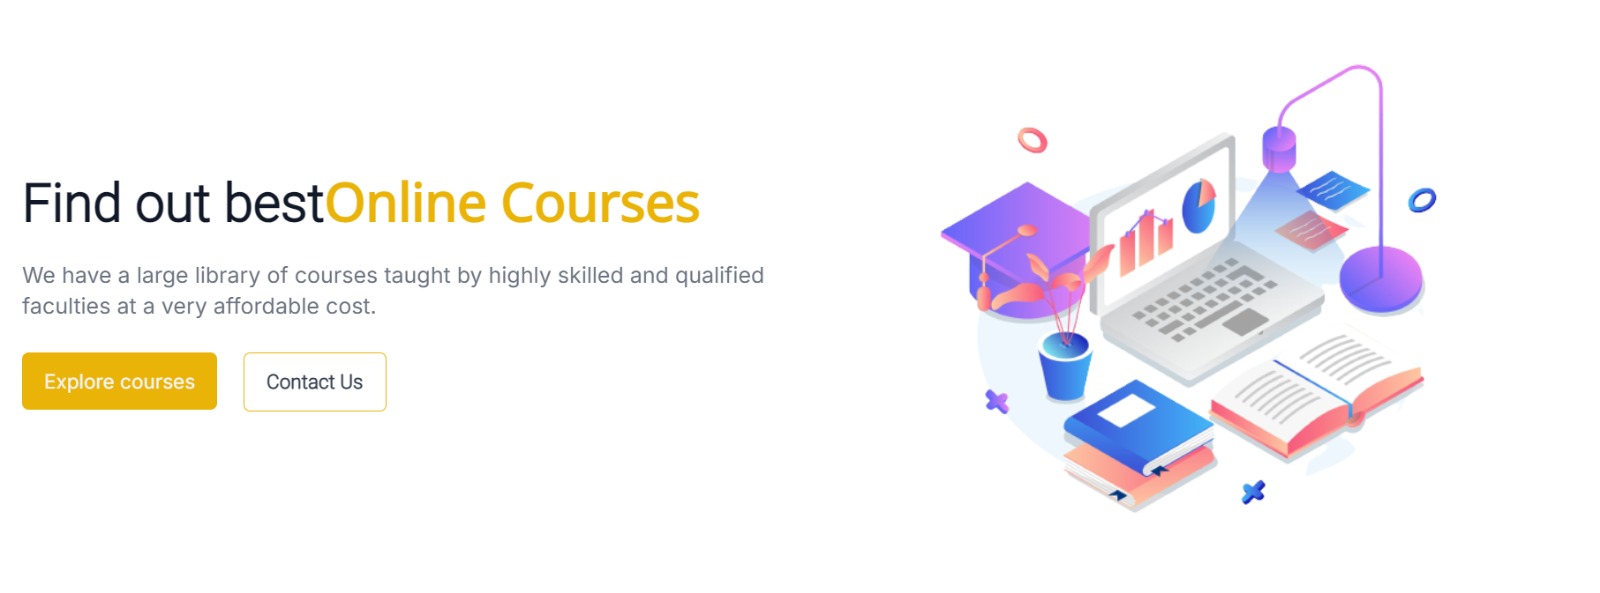 Find out bestOnline Courses
We have a large library of courses taught by highly skilled and qualified
faculties at a very affordable cost.
Explore courses
Contact Us